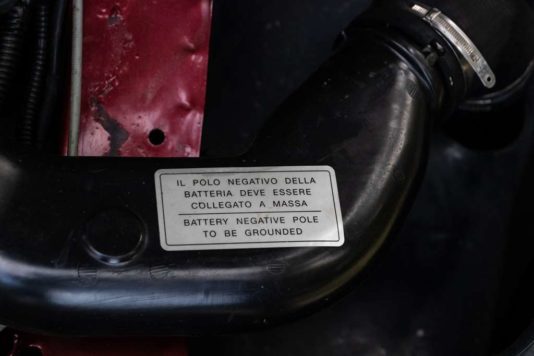 IL POLO NEGATIVO DELLA
BATTERIA DEVE ESSERE
COLLEGATO A MASSA
BATTERY NEGATIVE POLE
TO BE GROUNDED